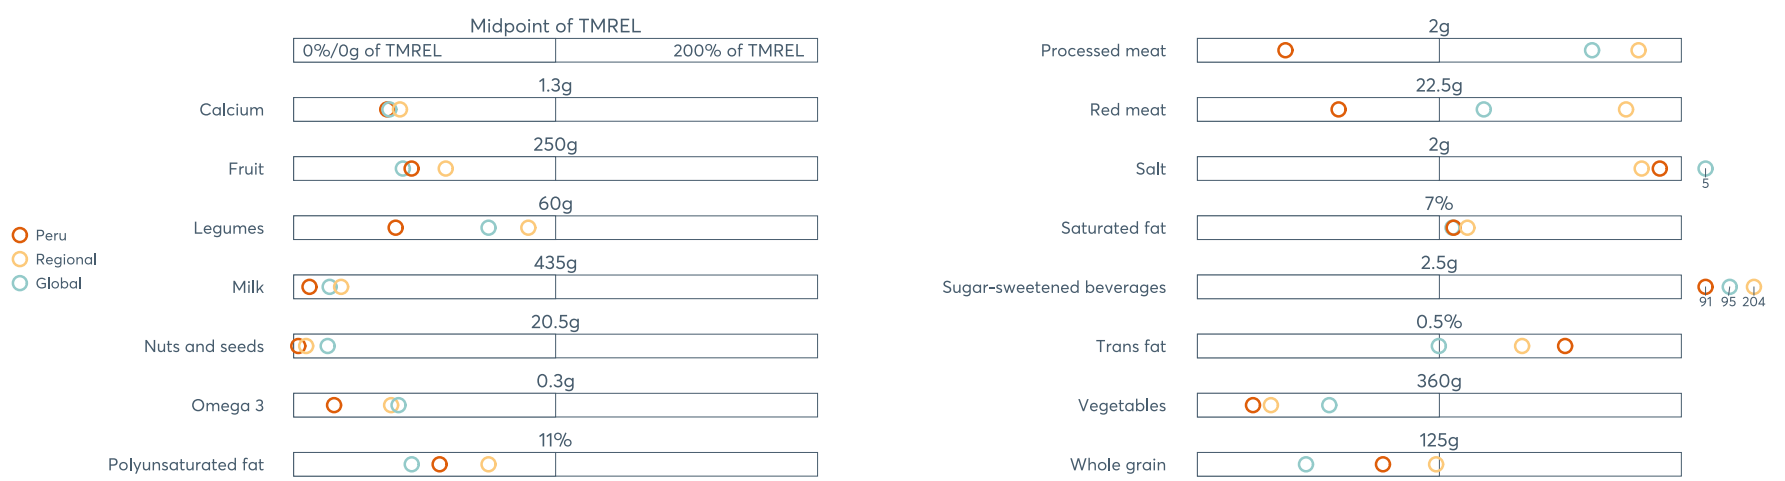 Midpoint of TMREL
0%/0g of TMREL 200% of TMREL
1.3g
Calcium
250g
Fruit
60g
Legumes
435g
Milk
20.5g
Nuts and seeds
0.3g
Omega 3
11%
Polyunsaturated fat
Peru
Regional
Global
2g
Processed meat
22.5g
Red meat
2g
Salt
5
7%
Saturated fat
2.5g
Sugar-sweetened beverages
91 95 204
0.5%
Trans fat
360g
Vegetables
125g
Whole grain